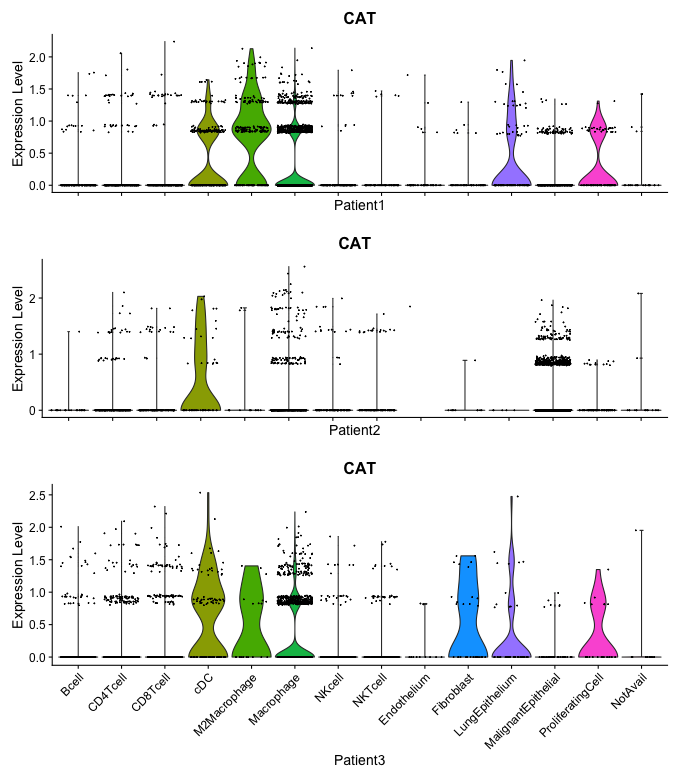 CAT
Expression Level
2.0
1.5
1.0
0.5
0.0
Patient1
CAT
Expression Level
2
1
0
Patient2
CAT
Expression Level
2.5
2.0
1.5
1.0
0.5
0.0
Bcell
CD4Tcell
CD8Tcell
cDC
M2Macrophage
Macrophage
NKcell
NKTcell
Endothelium
Fibroblast
LungEpithelium
MalignantEpithelial
ProliferatingCell
NotAvail
Patient3